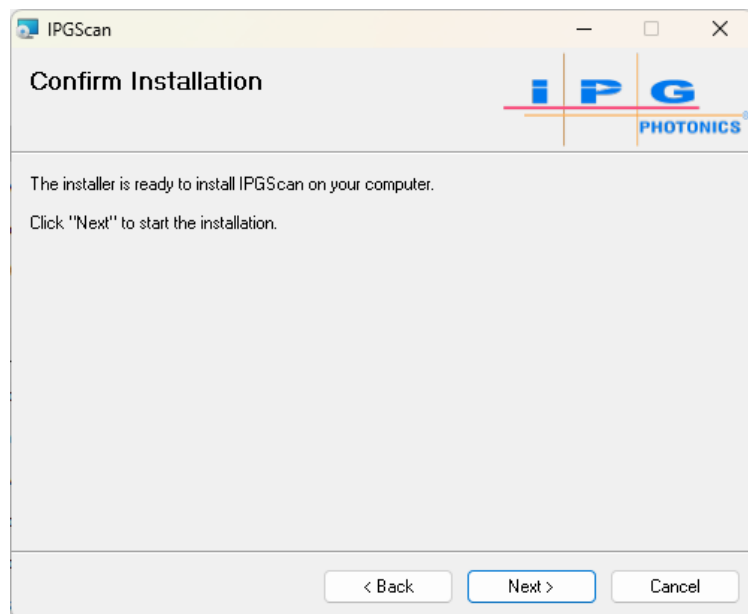 IPGScan
Confirm Installation
IPG
PHOTONICS®
The installer is ready to install IPGScan on your computer.
Click "Next" to start the installation.
< Back
Next >
Cancel